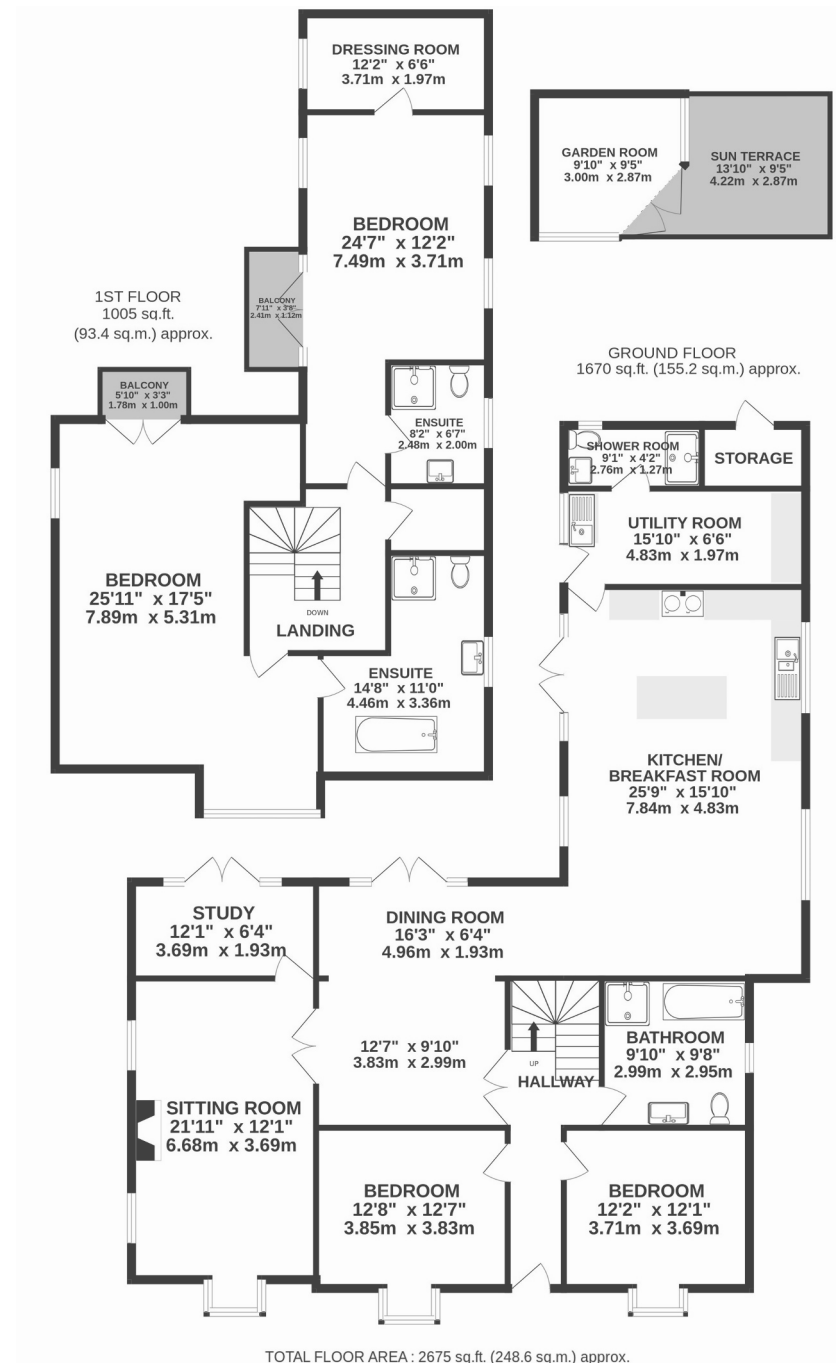 DRESSING ROOM
12'2" x 6'6"
3.71m x 1.97m
GARDEN ROOM
9'10" x 9'5"
3.00m x 2.87m
SUN TERRACE
13'10" x 9'5"
4.22m x 2.87m
BEDROOM
24'7" x 12'2"
7.49m x 3.71m
BALCONY
7'11" x 3'8"
2.41m x 1.12m
1ST FLOOR
1005 sq.ft.
(93.4 sq.m.) approx.
BALCONY
5'10" x 3'3"
1.78m x 1.00m
GROUND FLOOR
1670 sq.ft. (155.2 sq.m.) approx.
ENSUITE
8'2" x 6'7"
2.48m x 2.00m
SHOWER ROOM
9'1" x 4'2"
2.76m x 1.27m
STORAGE
UTILITY ROOM
15'10" x 6'6"
4.83m x 1.97m
BEDROOM
25'11" x 17'5"
7.89m x 5.31m
DOWN
LANDING
ENSUITE
14'8" x 11'0"
4.46m x 3.36m
KITCHEN/
BREAKFAST ROOM
25'9" x 15'10"
7.84m x 4.83m
STUDY
12'1" x 6'4"
3.69m x 1.93m
DINING ROOM
16'3" x 6'4"
4.96m x 1.93m
12'7" x 9'10"
3.83m x 2.99m
UP
HALLWAY
BATHROOM
9'10" x 9'8"
2.99m x 2.95m
SITTING ROOM
21'11" x 12'1"
6.68m x 3.69m
BEDROOM
12'8" x 12'7"
3.85m x 3.83m
BEDROOM
12'2" x 12'1"
3.71m x 3.69m
TOTAL FLOOR AREA : 2675 sq.ft. (248.6 sq.m.) approx.